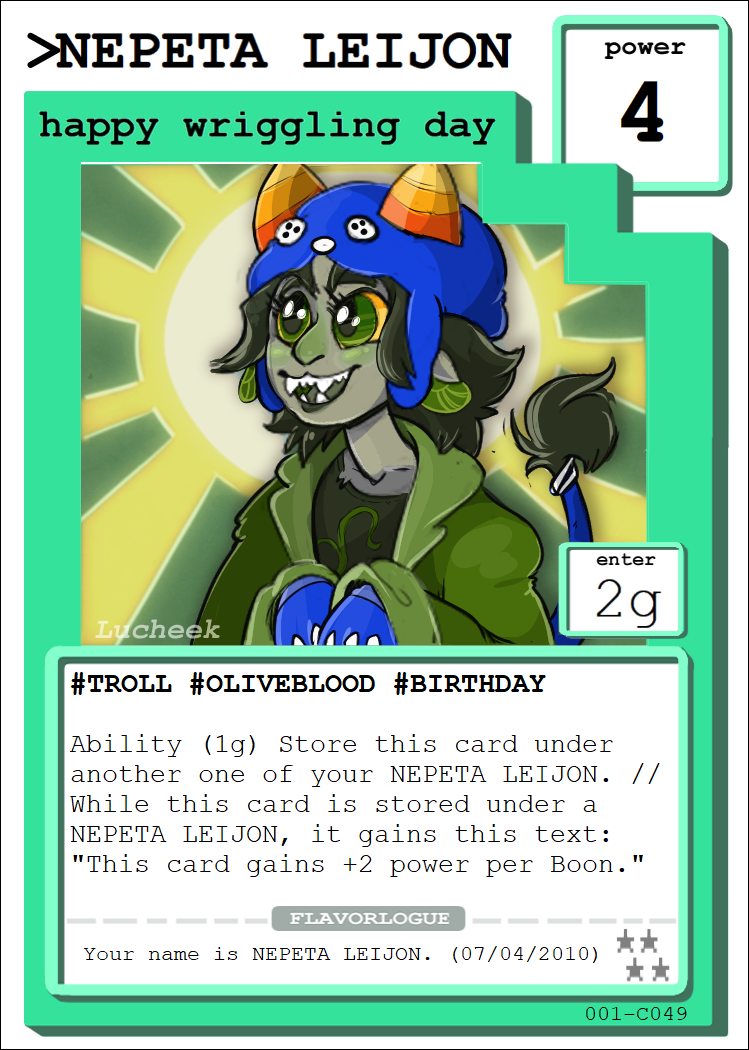 >NEPETA LEIJON
power
4
happy wriggling day
Lucheek
enter
2g
#TROLL #OLIVEBLOOD #BIRTHDAY
Ability (1g) Store this card under
another one of your NEPETA LEIJON. //
While this card is stored under a
NEPETA LEIJON, it gains this text:
"This card gains +2 power per Boon."
FLAVORLOGUE
Your name is NEPETA LEIJON. (07/04/2010)
001-C049